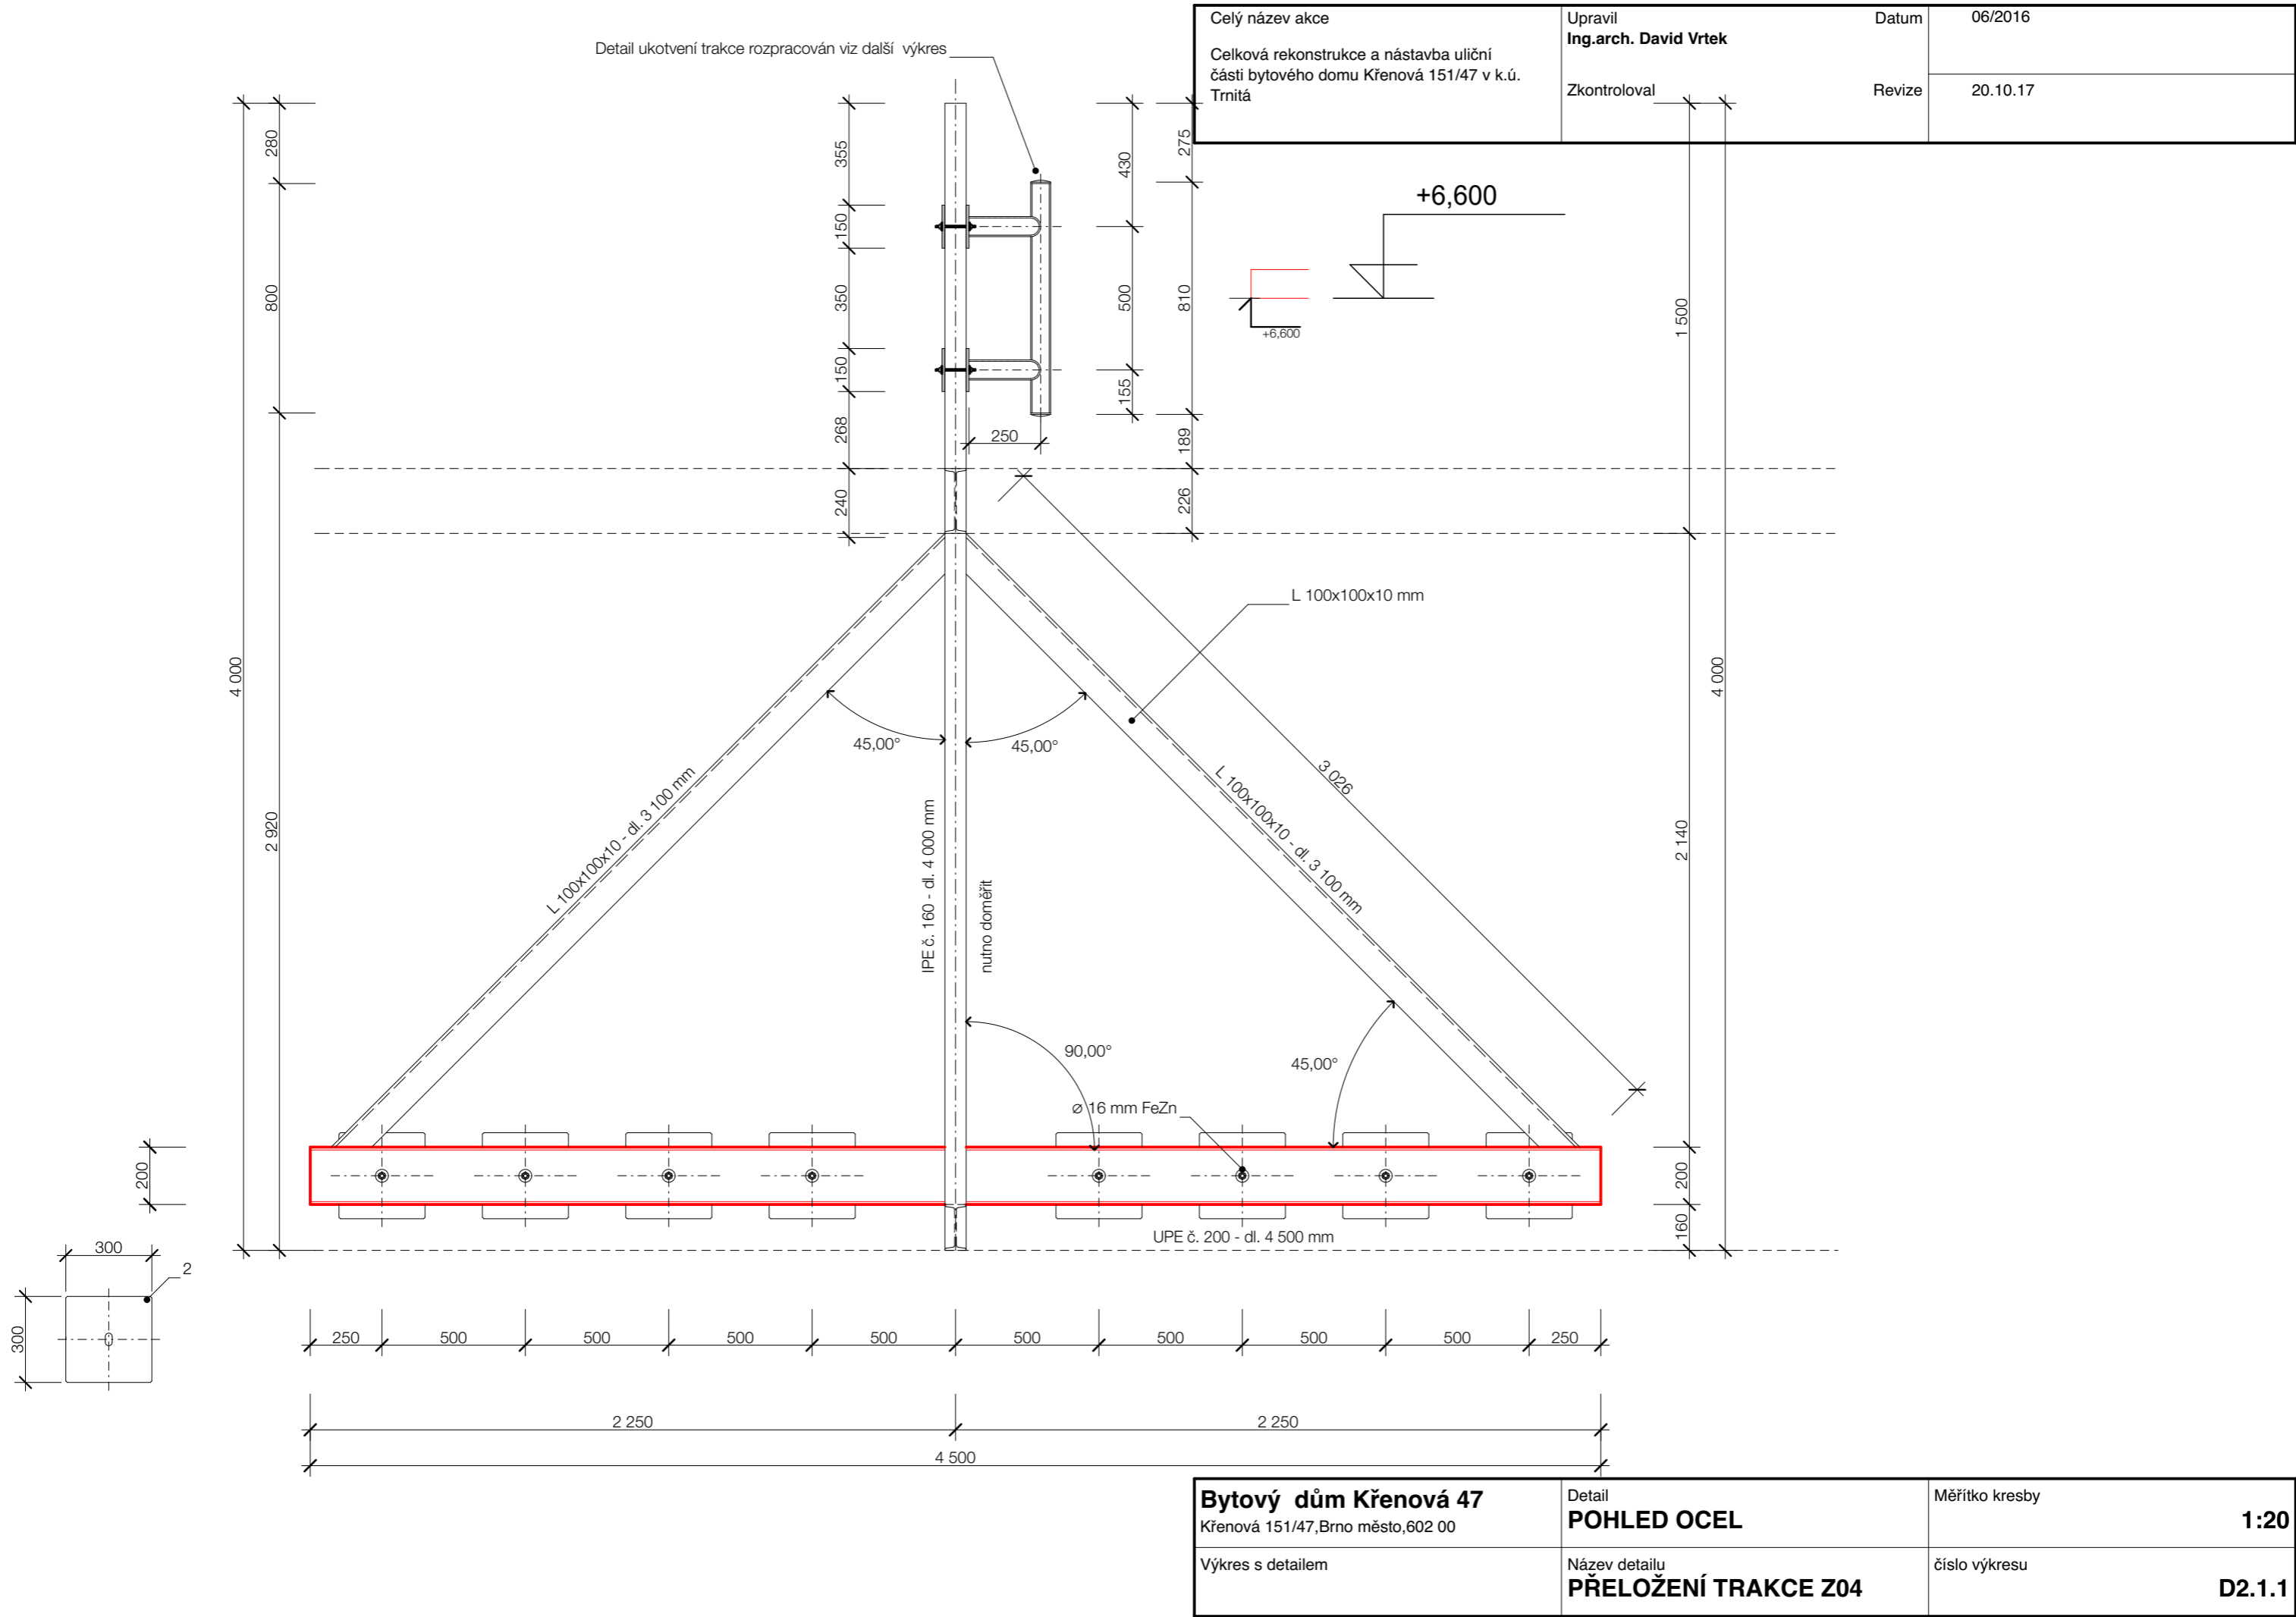 Celý název akce
Celková rekonstrukce a nástavba uliční
části bytového domu Křenová 151/47 v k.ú.
Trnitá
Upravil
Ing.arch. David Vrtek
Zkontroloval
Datum
06/2016
Revize
20.10.17
Detail ukotvení trakce rozpracován viz další výkres
4 000
280
800
2 920
355
150
350
150
268
240
430
500
155
275
810
189
226
250
+6,600
+6,600
1 500
2 140
200
160
4 000
L 100x100x10 mm
3 026
45,00°
45,00°
L 100x100x10 - dl. 3 100 mm
L 100x100x10 - dl. 3 100 mm
IPE č. 160 - dl. 4 000 mm
nutno doměřit
90,00°
45,00°
⌀ 16 mm FeZn
200
UPE č. 200 - dl. 4 500 mm
300
2
300
250
500
500
500
500
500
500
500
500
250
2 250
2 250
4 500
Bytový dům Křenová 47
Křenová 151/47,Brno město,602 00
Detail
POHLED OCEL
Měřítko kresby
1:20
Výkres s detailem
Název detailu
PŘELOŽENÍ TRAKCE Z04
číslo výkresu
D2.1.1